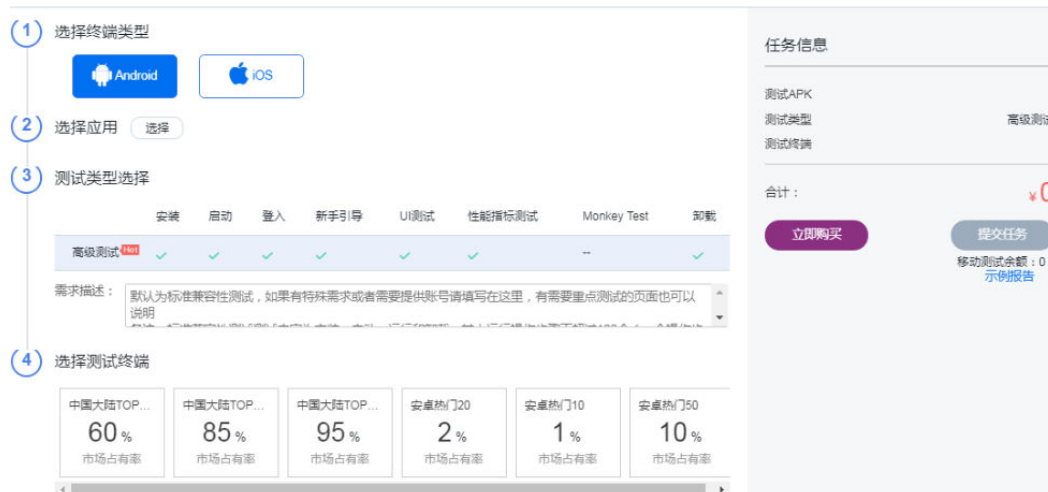 1 选择终端类型
Android iOS
2 选择应用 选择
3 测试类型选择
安装 启动 登入 新手引导 UI测试 性能指标测试 Monkey Test 卸载
高级测试 Hot --
需求描述：
默认为标准兼容性测试，如果有特殊需求或者需要提供账号请填写在这里，有需要重点测试的页面也可以
说明
4 选择测试终端
中国大陆TOP... 中国大陆TOP... 中国大陆TOP... 安卓热门20 安卓热门10 安卓热门50
60% 85% 95% 2% 1% 10%
市场占有率 市场占有率 市场占有率 市场占有率 市场占有率 市场占有率
任务信息
测试APK
测试类型 高级测试
测试终端
合计： ¥0
立即购买 提交任务
移动测试余额：0
示例报告